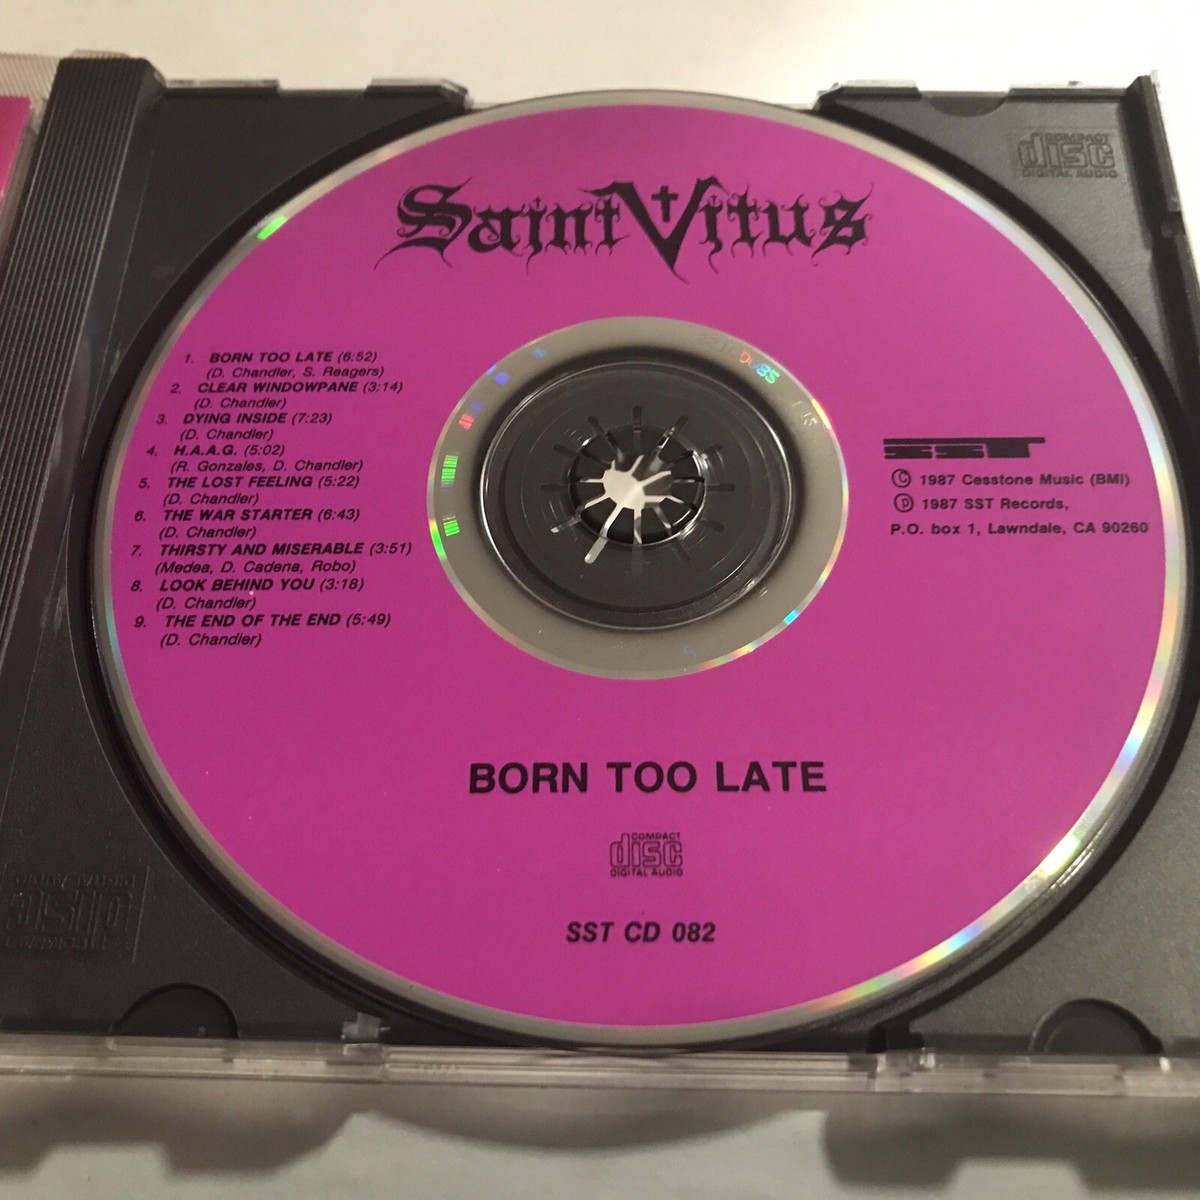 COMPACT
disc
DIGITAL AUDIO
Saint Vitus
1. BORN TOO LATE (6:52)
(D. Chandler, S. Reagers)
2. CLEAR WINDOWPANE (3:14)
(D. Chandler)
3. DYING INSIDE (7:23)
(D. Chandler)
4. H.A.A.G. (5:02)
(R. Gonzales, D. Chandler)
5. THE LOST FEELING (5:22)
(D. Chandler)
6. THE WAR STARTER (6:43)
(D. Chandler)
7. THIRSTY AND MISERABLE (3:51)
(Medea, D. Cadena, Robo)
8. LOOK BEHIND YOU (3:18)
(D. Chandler)
9. THE END OF THE END (5:49)
(D. Chandler)
SST
Ⓒ 1987 Cesstone Music (BMI)
Ⓟ 1987 SST Records,
P.O. box 1, Lawndale, CA 90260
BORN TOO LATE
COMPACT
disc
DIGITAL AUDIO
SST CD 082
COMPACT
disc
DIGITAL AUDIO